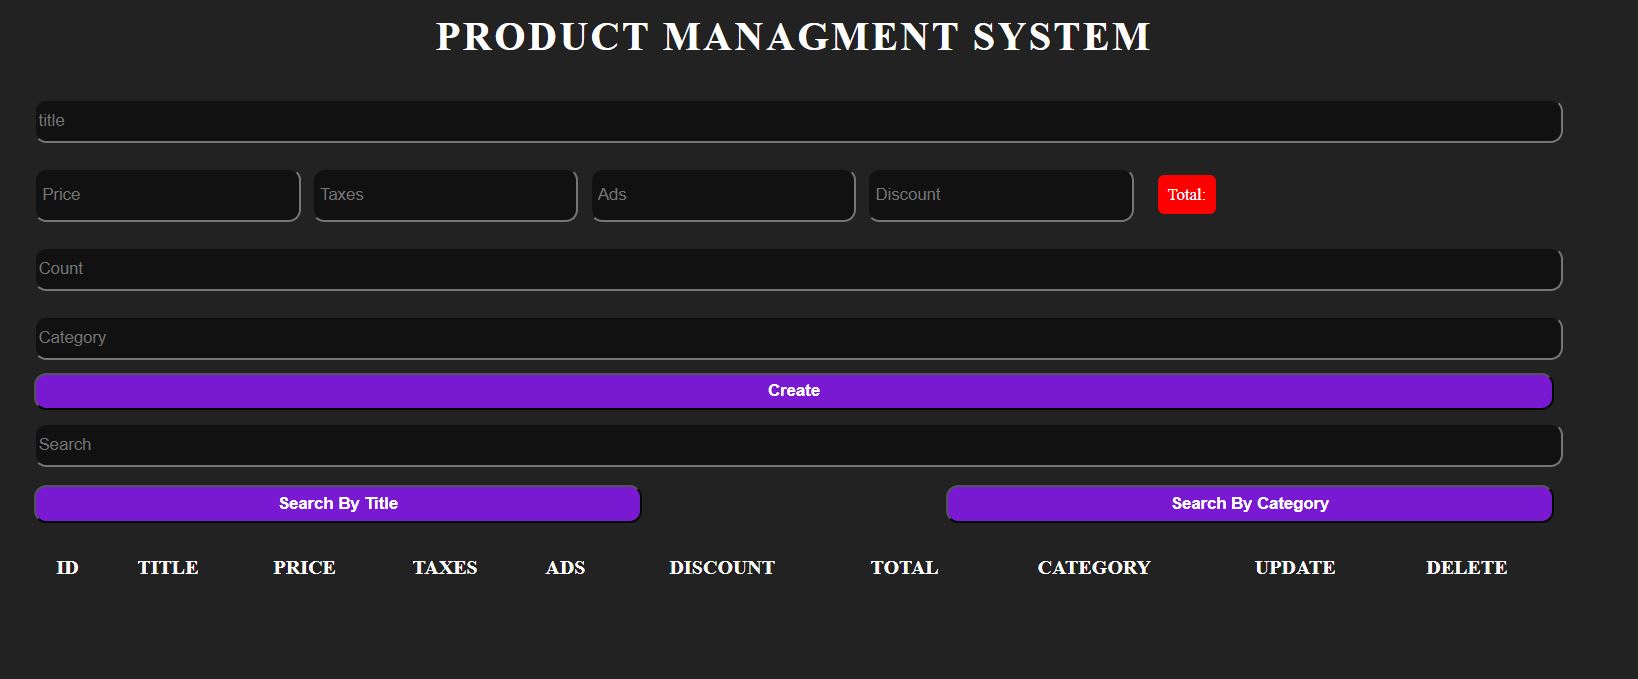 PRODUCT MANAGMENT SYSTEM
title
Price Taxes Ads Discount Total:
Count
Category
Create
Search
Search By Title Search By Category
ID TITLE PRICE TAXES ADS DISCOUNT TOTAL CATEGORY UPDATE DELETE